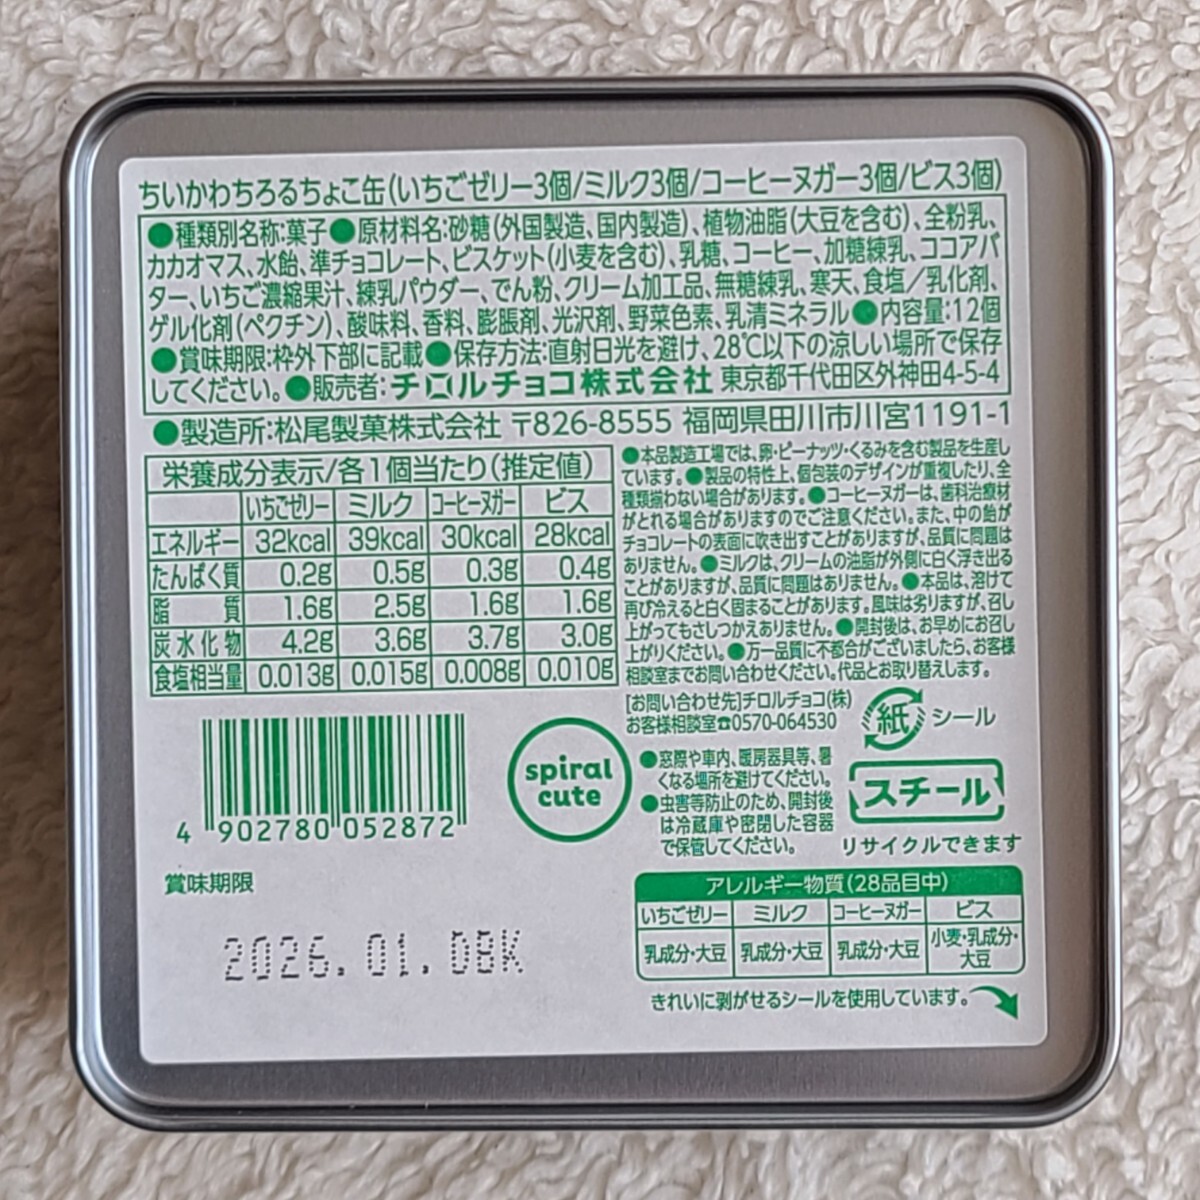 ちいかわちろるちょこ缶(いちごゼリー3個/ミルク3個/コーヒーヌガー3個/ビス3個)
●種類別名称:菓子●原材料名:砂糖(外国製造、国内製造)、植物油脂(大豆を含む)、全粉乳、
カカオマス、水飴、準チョコレート、ビスケット(小麦を含む)、乳糖、コーヒー、加糖練乳、ココアバ
ター、いちご濃縮果汁、練乳パウダー、でん粉、クリーム加工品、無糖練乳、寒天、食塩/乳化剤、
ゲル化剤(ペクチン)、酸味料、香料、膨脹剤、光沢剤、野菜色素、乳清ミネラル●内容量:12個
●賞味期限:枠外下部に記載●保存方法:直射日光を避け、28℃以下の涼しい場所で保存
してください。●販売者:チロルチョコ株式会社 東京都千代田区外神田4-5-4
●製造所:松尾製菓株式会社 〒826-8555 福岡県田川市川宮1191-1
栄養成分表示/各1個当たり(推定値)
いちごゼリー ミルク コーヒーヌガー ビス
エネルギー 32kcal 39kcal 30kcal 28kcal
たんぱく質 0.2g 0.5g 0.3g 0.4g
脂質 1.6g 2.5g 1.6g 1.6g
炭水化物 4.2g 3.6g 3.7g 3.0g
食塩相当量 0.013g 0.015g 0.008g 0.010g
●本品製造工場では、卵・ピーナッツ・くるみを含む製品を生産し
ています。●製品の特性上、個包装のデザインが重複したり、全
種類揃わない場合があります。●コーヒーヌガーは、歯科治療材
がとれる場合がありますのでご注意ください。また、中の飴が
チョコレートの表面に吹き出すことがありますが、品質に問題は
ありません。●ミルクは、クリームの油脂が外側に白く浮き出る
ことがありますが、品質に問題はありません。●本品は、溶けて
再び冷えると白く固まることがあります。風味は劣りますが、召し
上がってもさしつかえありません。●開封後は、お早めにお召し
上がりください。●万一品質に不都合がございましたら、お客様
相談室までお問い合わせください。代品とお取り替えします。
[お問い合わせ先]チロルチョコ(株)
お客様相談室☎0570-064530
紙 シール
4 902780 052872
spiral
cute
●窓際や車内、暖房器具等、暑
くなる場所を避けてください。
●虫害等防止のため、開封後
は冷蔵庫や密閉した容器
で保管してください。
スチール
リサイクルできます
賞味期限
2026.01.08K
アレルギー物質(28品目中)
いちごゼリー ミルク コーヒーヌガー ビス
乳成分・大豆 乳成分・大豆 乳成分・大豆 小麦・乳成分・
大豆
きれいに剥がせるシールを使用しています。